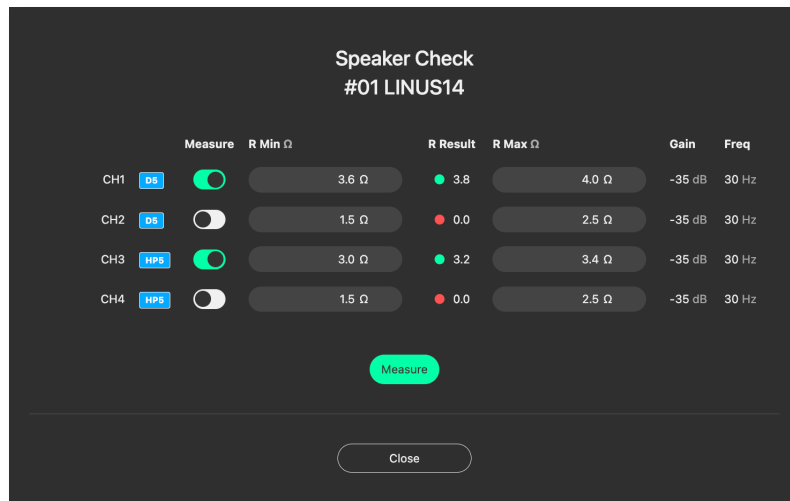 Speaker Check
#01 LINUS14
Measure R Min Ω R Result R Max Ω Gain Freq
CH1 D5 3.6 Ω 3.8 4.0 Ω -35 dB 30 Hz
CH2 D5 1.5 Ω 0.0 2.5 Ω -35 dB 30 Hz
CH3 HP5 3.0 Ω 3.2 3.4 Ω -35 dB 30 Hz
CH4 HP5 1.5 Ω 0.0 2.5 Ω -35 dB 30 Hz
Measure
Close